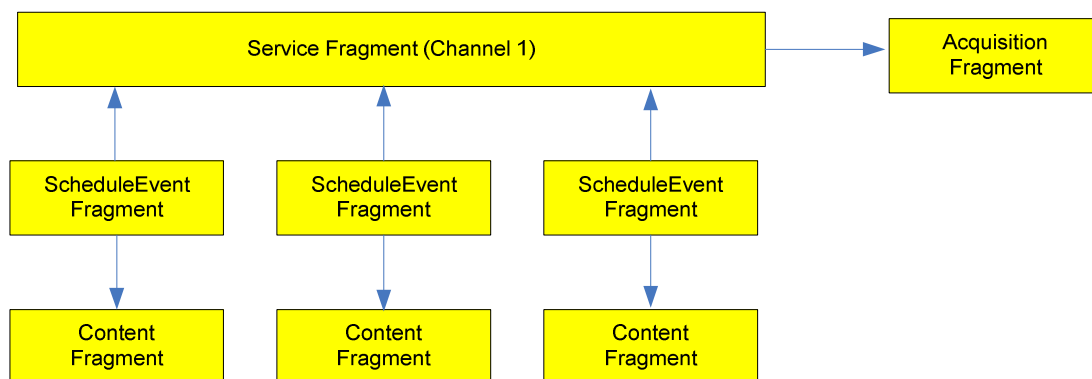 Service Fragment (Channel 1)
Acquisition
Fragment
ScheduleEvent
Fragment
ScheduleEvent
Fragment
ScheduleEvent
Fragment
Content
Fragment
Content
Fragment
Content
Fragment